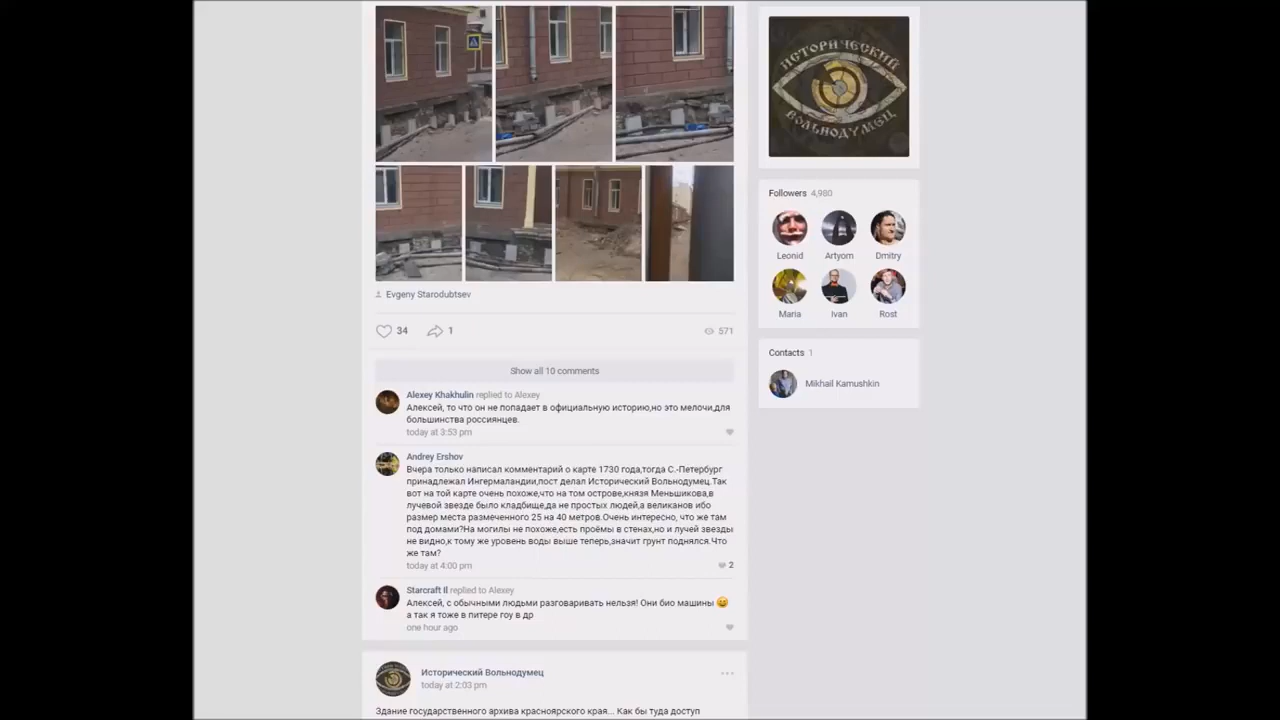 Evgeny Starodubtsev
34 1 571
Show all 10 comments
Alexey Khakhulin replied to Alexey
Алексей, то что он не попадает в официальную историю,но это мелочи,для
большинства россиянцев.
today at 3:53 pm
Andrey Ershov
Вчера только написал комментарий о карте 1730 года,тогда С.-Петербург
принадлежал Ингермаландии,пост делал Исторический Вольнодумец.Так
вот на той карте очень похоже,что на том острове,князя Меньшикова,в
лучевой звезде было кладбище,да не простых людей,а великанов ибо
размер места размеченного 25 на 40 метров.Очень интересно, что же там
под домами?На могилы не похоже,есть проёмы в стенах,но и лучей звезды
не видно,к тому же уровень воды выше теперь,значит грунт поднялся.Что
же там?
today at 4:00 pm
2
Starcraft Il replied to Alexey
Алексей, с обычными людьми разговаривать нельзя! Они био машины 😄
а так я тоже в питере гоу в др
one hour ago
Исторический Вольнодумец
today at 2:03 pm
Здание государственного архива красноярского края... Как бы туда доступ
ИСТОРИЧЕСКИЙ
ВОЛЬНОДУМЕЦ
Followers 4,980
Leonid Artyom Dmitry
Maria Ivan Rost
Contacts 1
Mikhail Kamushkin